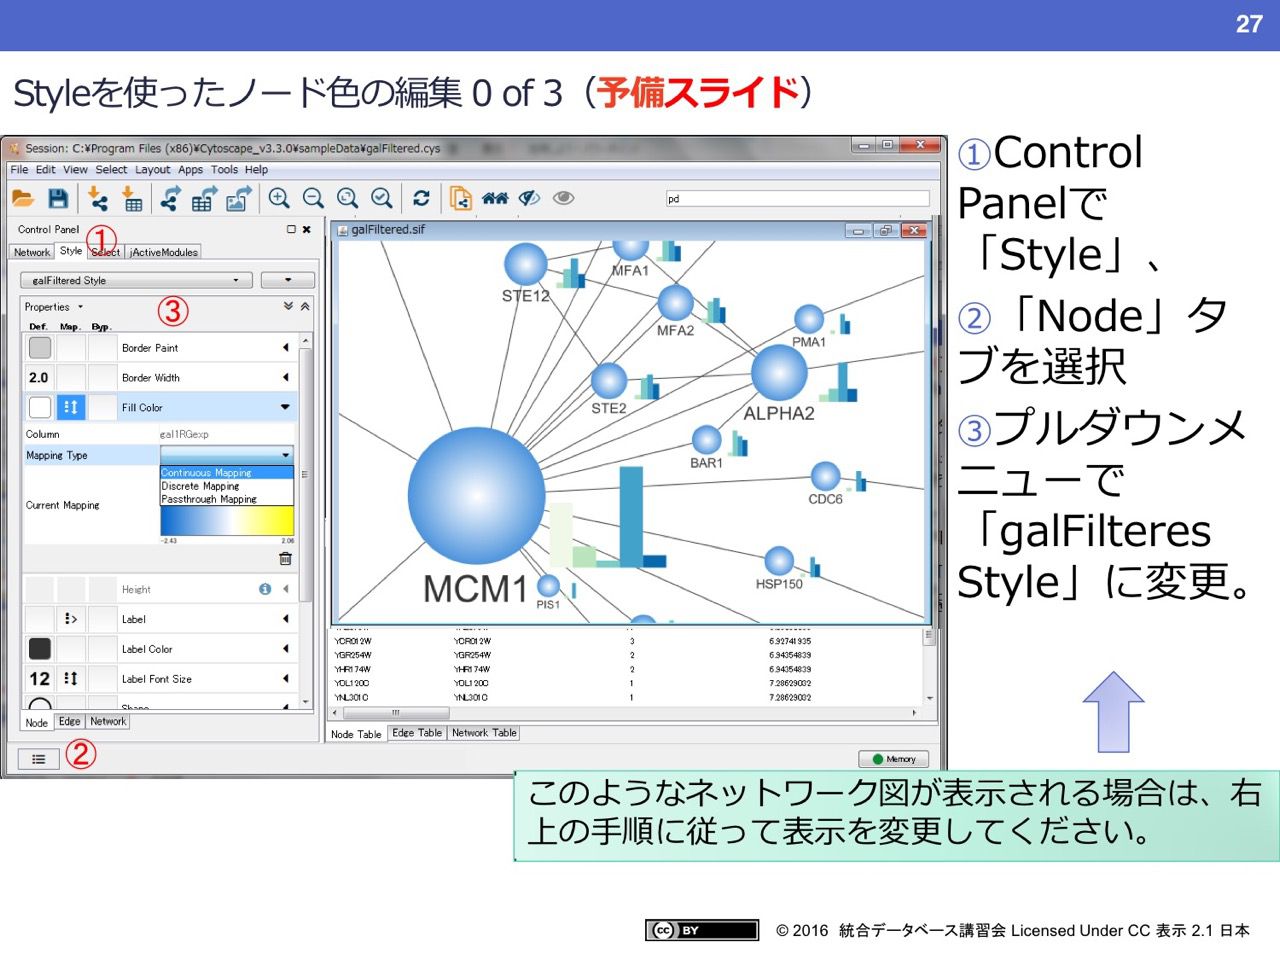 27
Styleを使ったノード色の編集 0 of 3（予備スライド）
Session: C:¥Program Files (x86)¥Cytoscape_v3.3.0¥sampleData¥galFiltered.cys
File Edit View Select Layout Apps Tools Help
pd
Control Panel
①
Network Style Select jActiveModules
galFiltered Style
Properties
③
Def. Map. Byp.
Border Paint
2.0 Border Width
Fill Color
Column gal1RGexp
Mapping Type
Continuous Mapping
Discrete Mapping
Passthrough Mapping
Current Mapping
-2.43 2.06
Height
Label
Label Color
12 Label Font Size
Shape
Node Edge Network
②
galFiltered.sif
STE12
MFA1
MFA2
PMA1
STE2
ALPHA2
BAR1
CDC6
MCM1
HSP150
PIS1
YCR012W YCR012W 3 6.92741935
YGR254W YGR254W 2 6.94354839
YHR174W YHR174W 2 6.94354839
YOL120C YOL120C 1 7.28629032
YNL301C YNL301C 1 7.28629032
Node Table Edge Table Network Table
Memory
①Control
Panelで
「Style」、
②「Node」タ
ブを選択
③プルダウンメ
ニューで
「galFilteres
Style」に変更。
このようなネットワーク図が表示される場合は、右
上の手順に従って表示を変更してください。
cc BY
© 2016 統合データベース講習会 Licensed Under CC 表示 2.1 日本